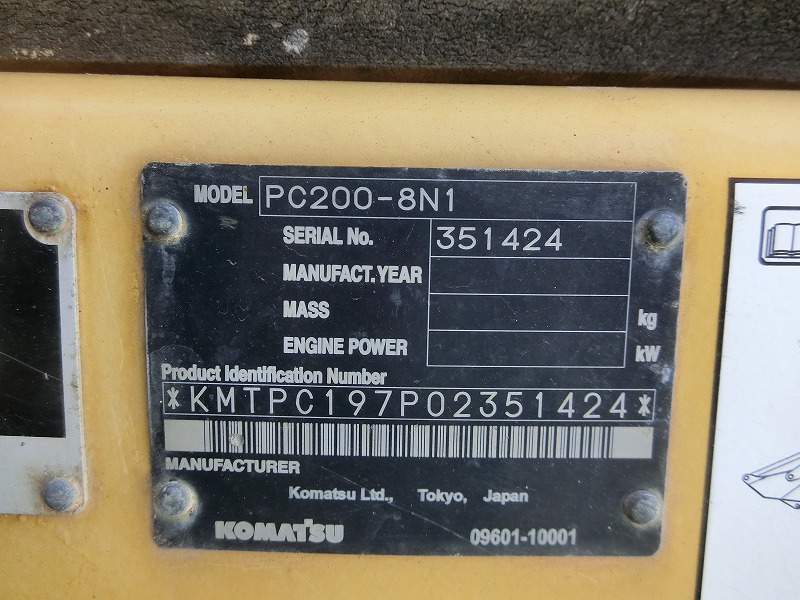 MODEL PC200-8N1
SERIAL No. 351424
MANUFACT. YEAR
MASS kg
ENGINE POWER kW
Product Identification Number
*KMTPC197P02351424*
MANUFACTURER
Komatsu Ltd., Tokyo, Japan
KOMATSU 09601-10001